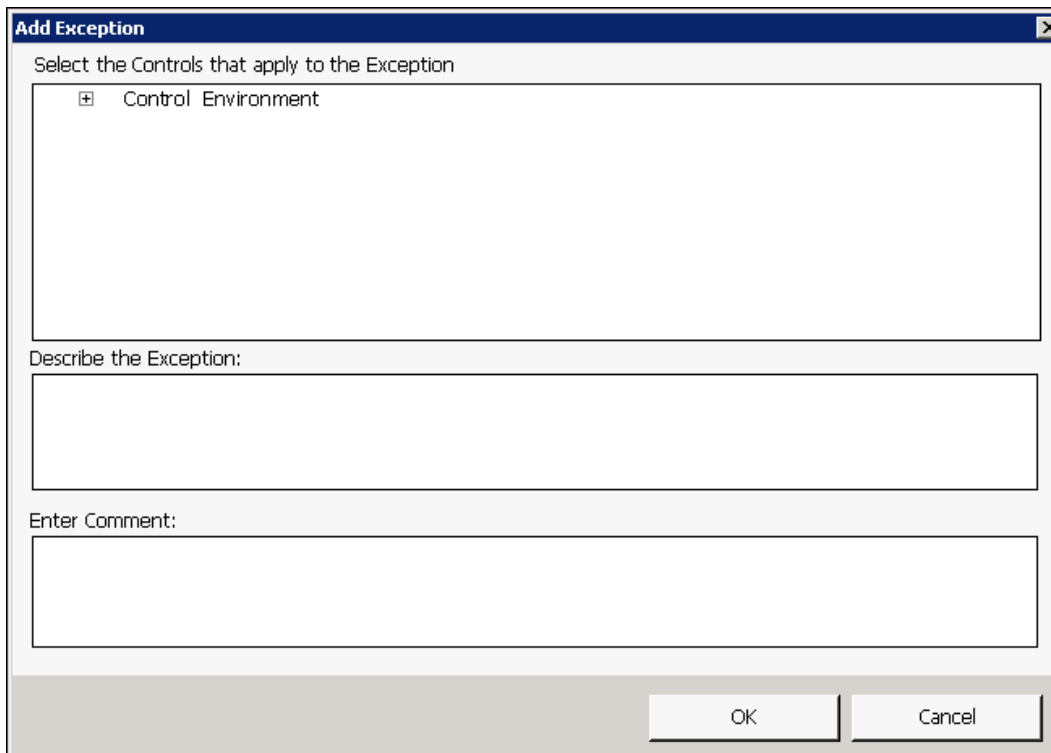 Add Exception
Select the Controls that apply to the Exception
Control Environment
Describe the Exception:
Enter Comment:
OK
Cancel